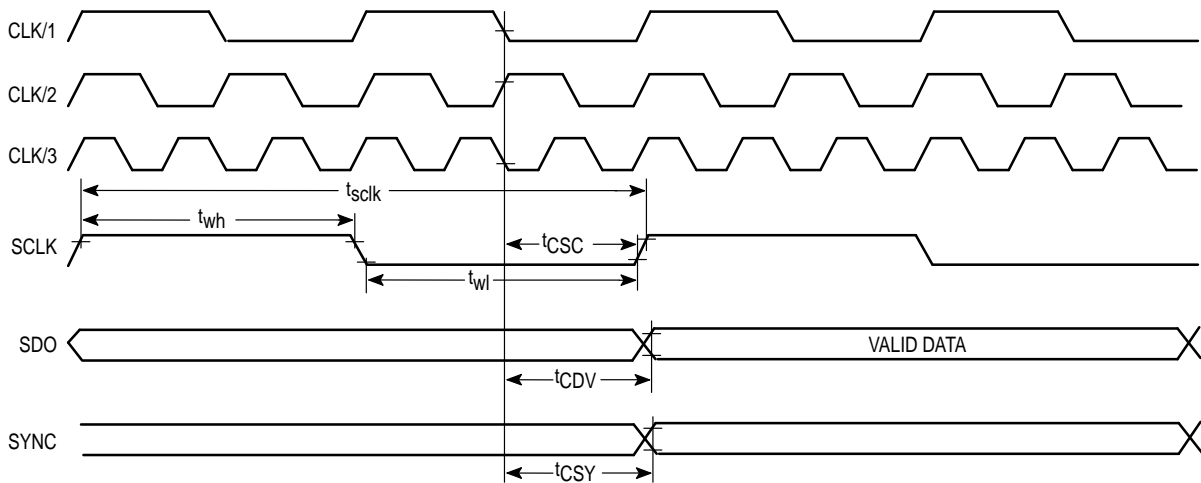 CLK/1
CLK/2
CLK/3
tsclk
twh
SCLK
tCSC
twl
SDO
VALID DATA
tCDV
SYNC
tCSY